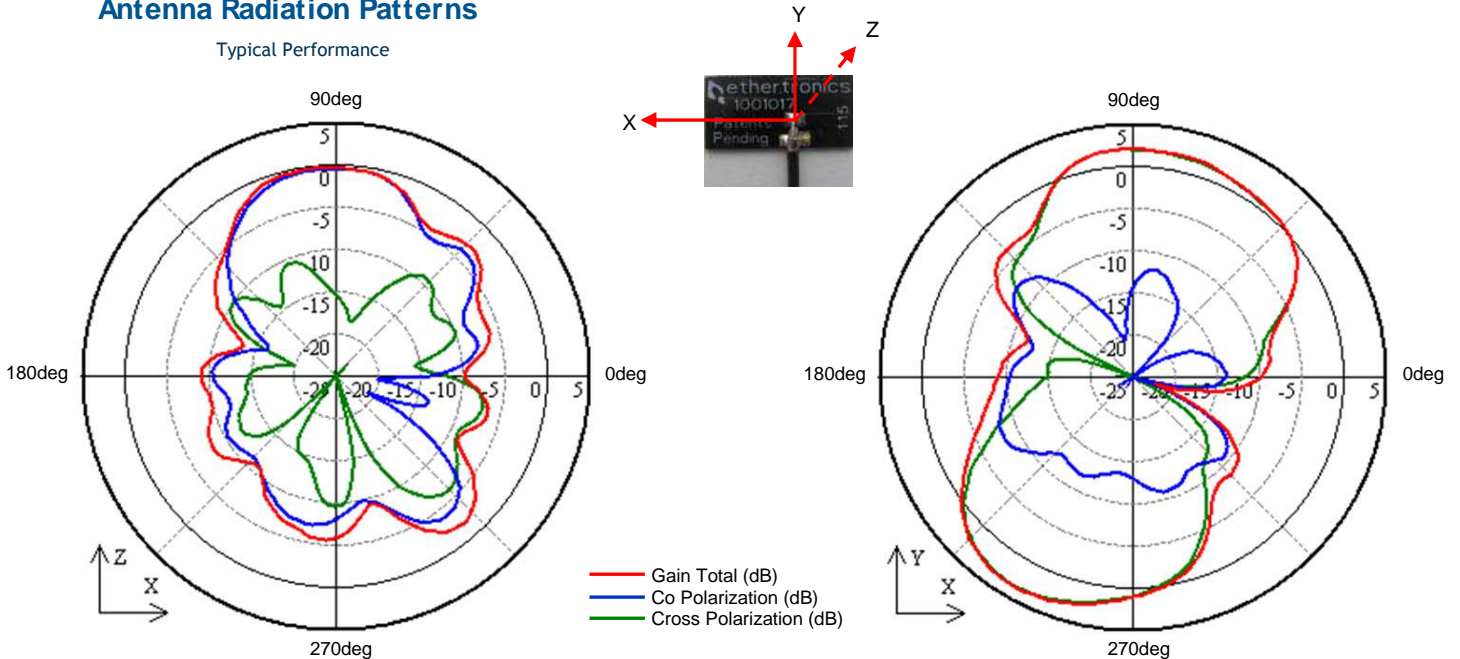 Antenna Radiation Patterns
Typical Performance
Y
Z
X
ethertronics
1001017
Patents
Pending
115
90deg
5
0
-5
-10
-15
-20
180deg
-25 -20 -15 -10 -5 0 5
0deg
Z
X
270deg
Gain Total (dB)
Co Polarization (dB)
Cross Polarization (dB)
90deg
5
0
-5
-10
-15
-20
180deg
-25 -20 -15 -10 -5 0 5
0deg
Y
X
270deg